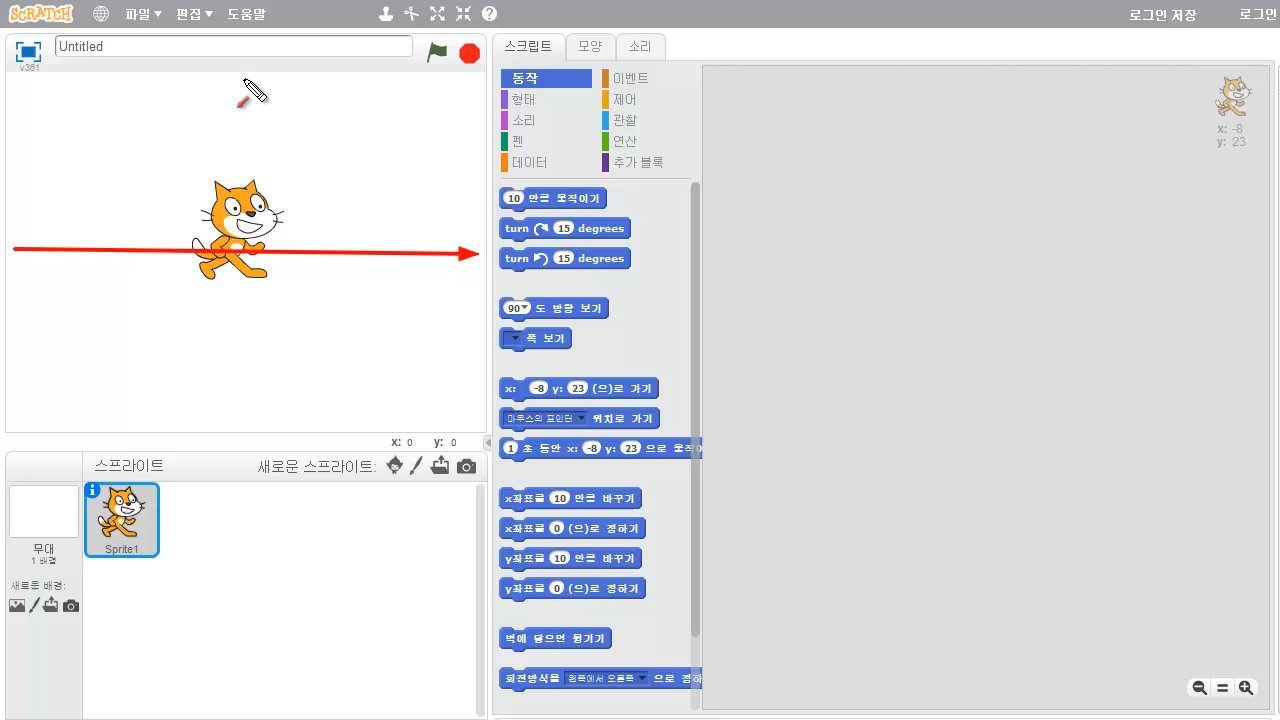 SCRATCH 파일 편집 도움말 로그인 저장 로그인
v361 Untitled
스크립트 모양 소리
동작 이벤트
형태 제어
소리 관찰
펜 연산
데이터 추가 블록
x: -8
y: 23
10 만큼 움직이기
turn 15 degrees
turn 15 degrees
90 도 방향 보기
쪽 보기
x: -8 y: 23 (으)로 가기
마우스의 포인터 위치로 가기
1 초 동안 x: -8 y: 23 으로 움직이
x좌표를 10 만큼 바꾸기
x좌표를 0 (으)로 정하기
y좌표를 10 만큼 바꾸기
y좌표를 0 (으)로 정하기
벽에 닿으면 튕기기
회전방식을 왼쪽에서 오른쪽 으로 정하
x: 0 y: 0
스프라이트 새로운 스프라이트:
Sprite1
무대
1 배경
새로운 배경: